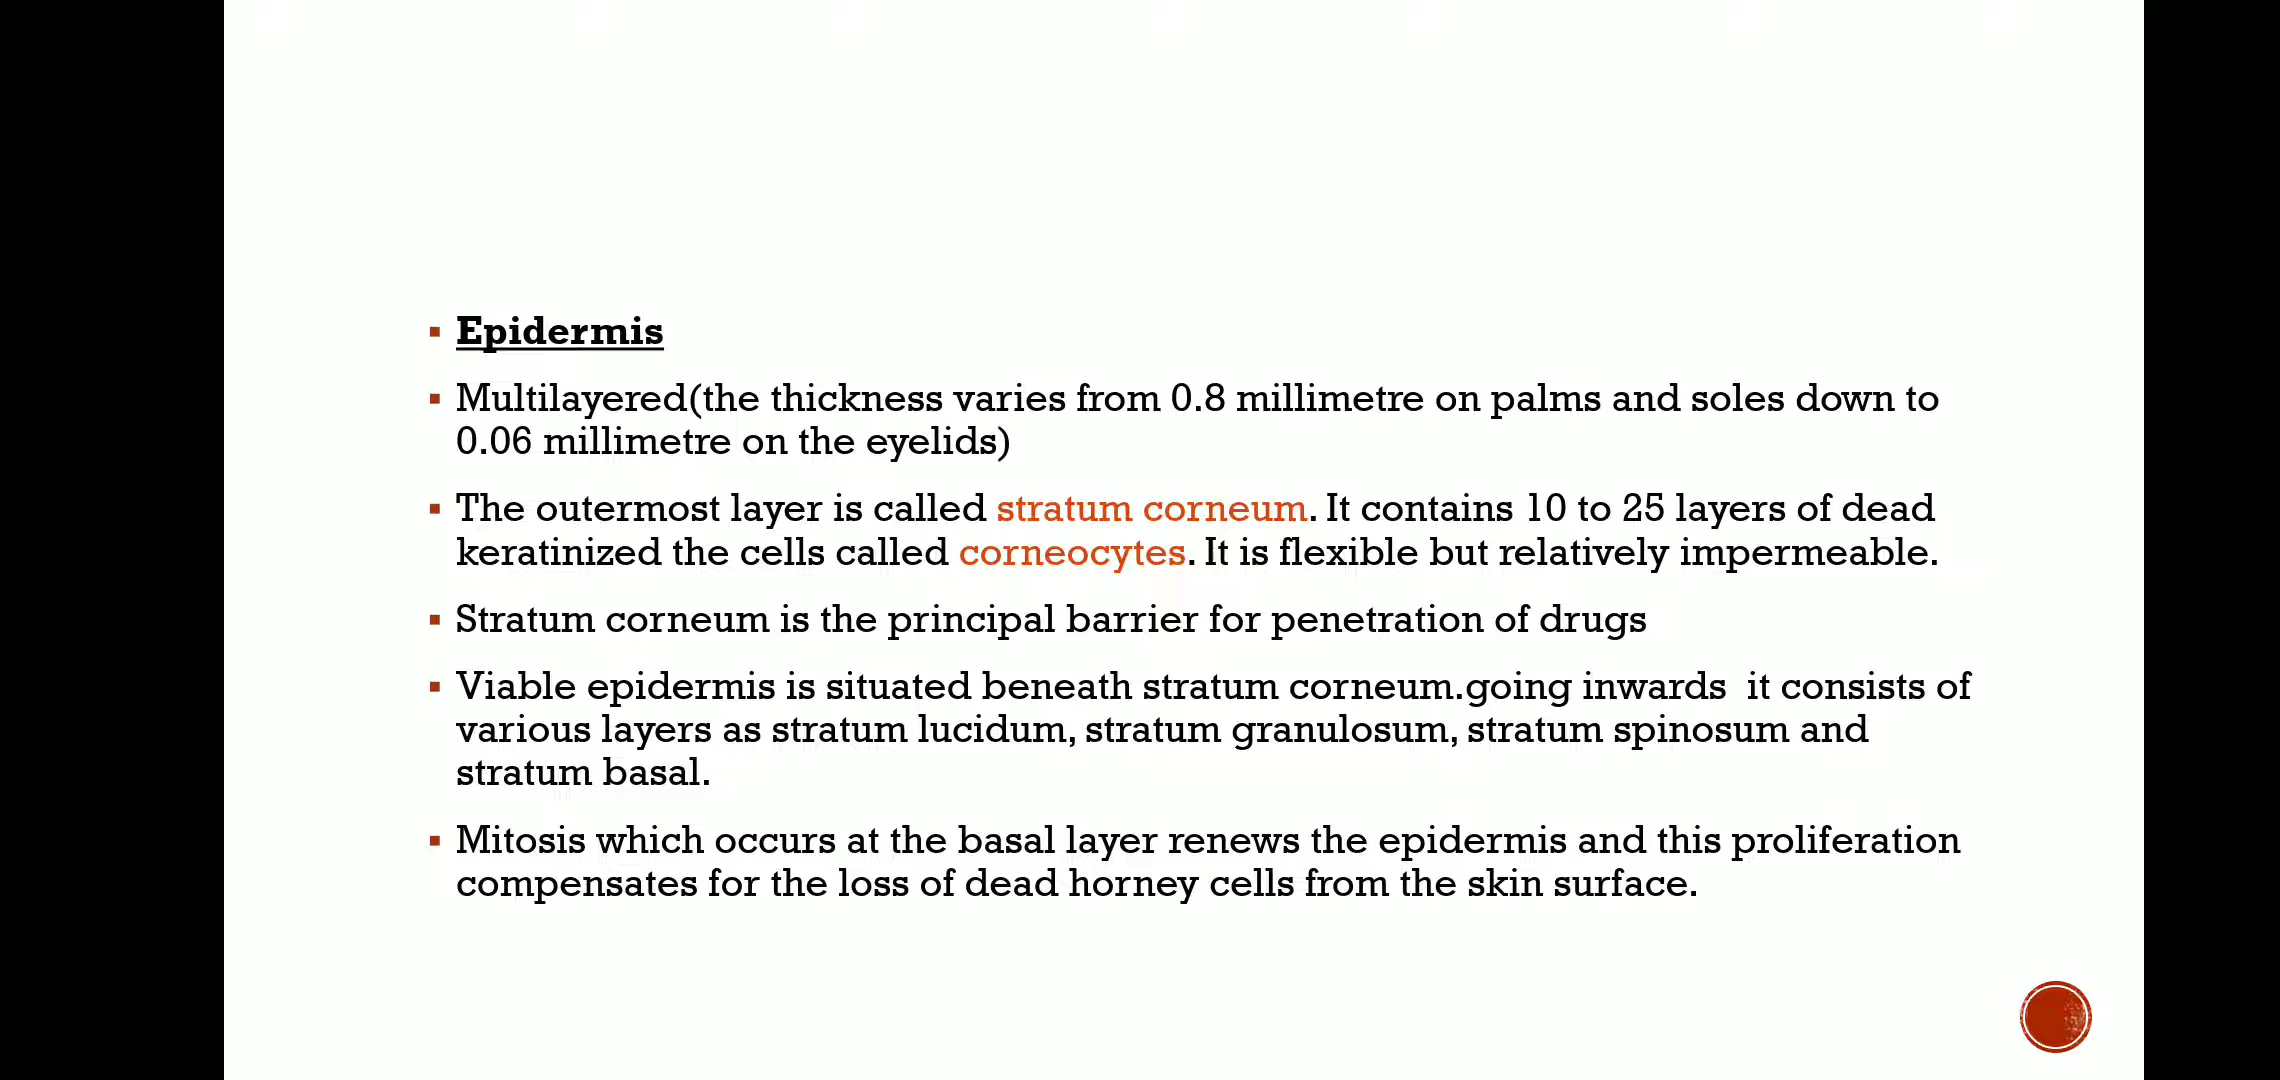 Epidermis
Multilayered(the thickness varies from 0.8 millimetre on palms and soles down to
0.06 millimetre on the eyelids)
The outermost layer is called stratum corneum. It contains 10 to 25 layers of dead
keratinized the cells called corneocytes. It is flexible but relatively impermeable.
Stratum corneum is the principal barrier for penetration of drugs
Viable epidermis is situated beneath stratum corneum.going inwards  it consists of
various layers as stratum lucidum, stratum granulosum, stratum spinosum and
stratum basal.
Mitosis which occurs at the basal layer renews the epidermis and this proliferation
compensates for the loss of dead horney cells from the skin surface.